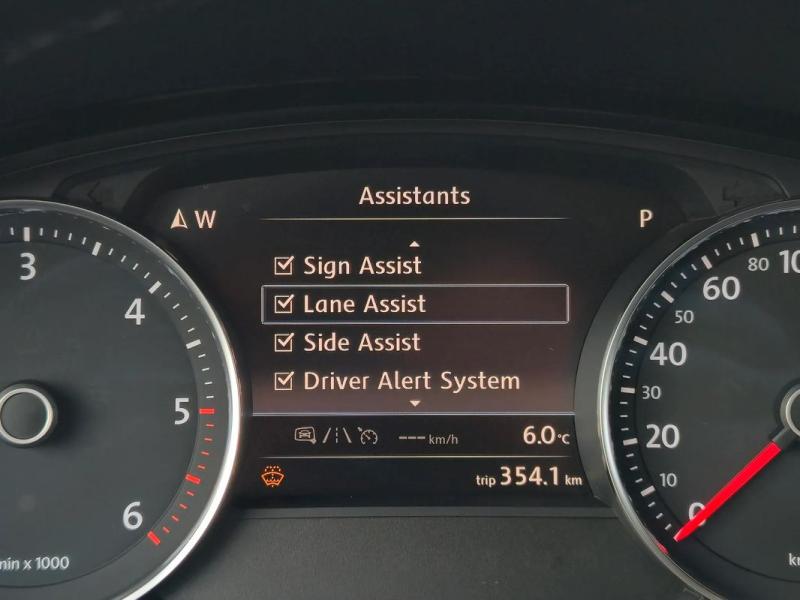 Assistants
W
P
Sign Assist
Lane Assist
Side Assist
Driver Alert System
--- km/h
6.0 °C
trip 354.1 km
3
4
5
6
min x 1000
0
10
20
30
40
50
60
80